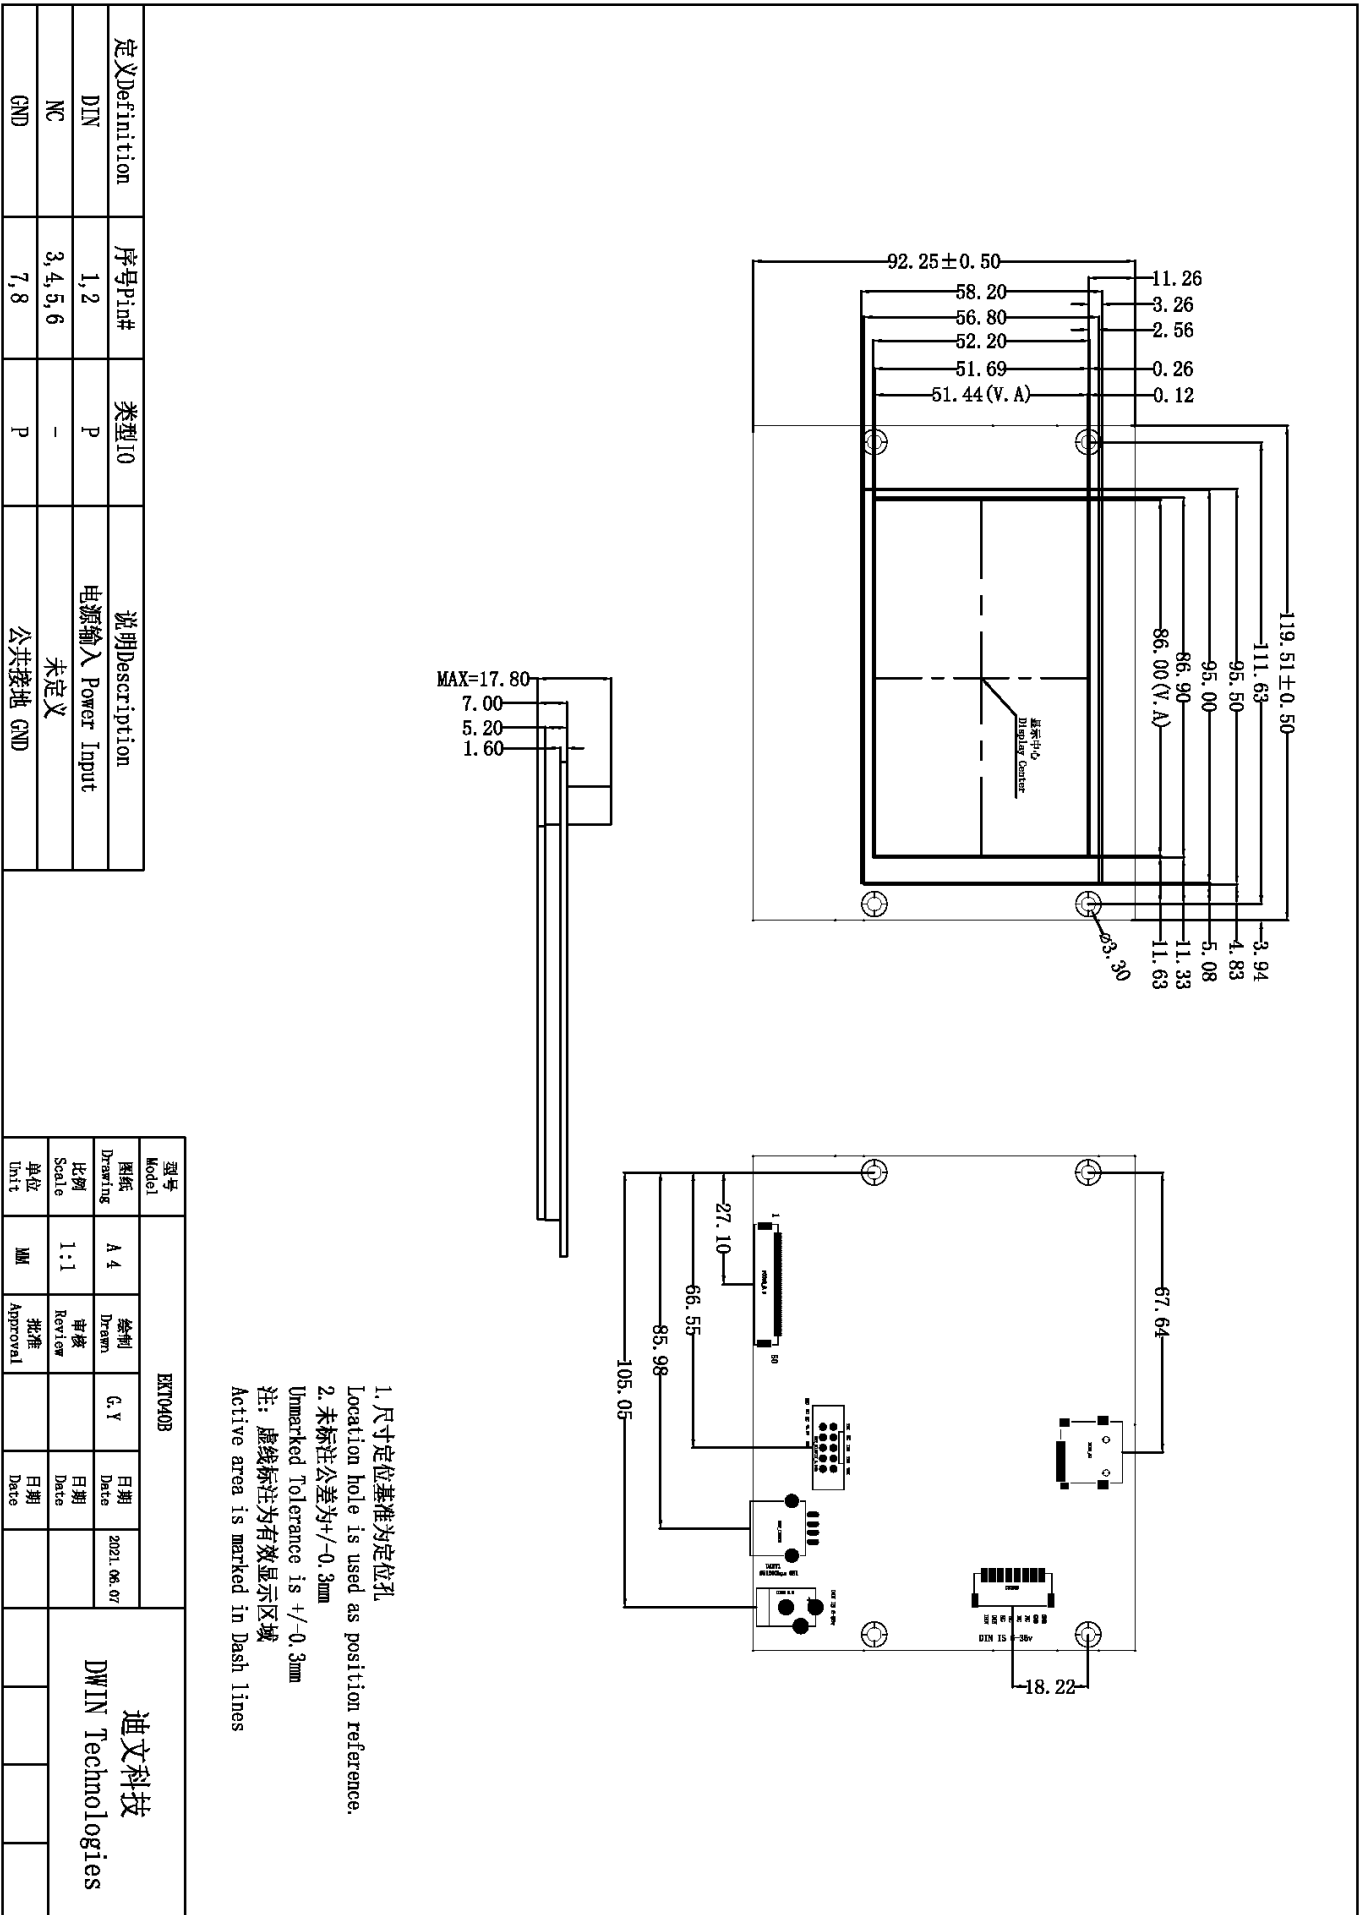 定义Definition 序号Pin# 类型IO 说明Description
DIN 1,2 P 电源输入 Power Input
NC 3,4,5,6 - 未定义
GND 7,8 P 公共接地 GND
92.25±0.50
58.20
56.80
52.20
51.69
51.44(V.A)
11.26
3.26
2.56
0.26
0.12
119.51±0.50
111.63
95.50
95.00
86.90
86.00(V.A)
3.94
4.83
5.08
11.33
11.63
ø3.30
显示中心
Display Center
MAX=17.80
7.00
5.20
1.60
67.64
27.10
66.55
85.98
105.05
18.22
1
50
UART1
1.尺寸定位基准为定位孔
Location hole is used as position reference.
2.未标注公差为+/-0.3mm
Unmarked Tolerance is +/-0.3mm
注：虚线标注为有效显示区域
Active area is marked in Dash lines
型号 Model EKT040B
图纸 Drawing A4 绘制 Drawn G.Y 日期 Date 2021.06.07
比例 Scale 1:1 审核 Review 日期 Date
单位 Unit MM 批准 Approval 日期 Date
迪文科技
DWIN Technologies